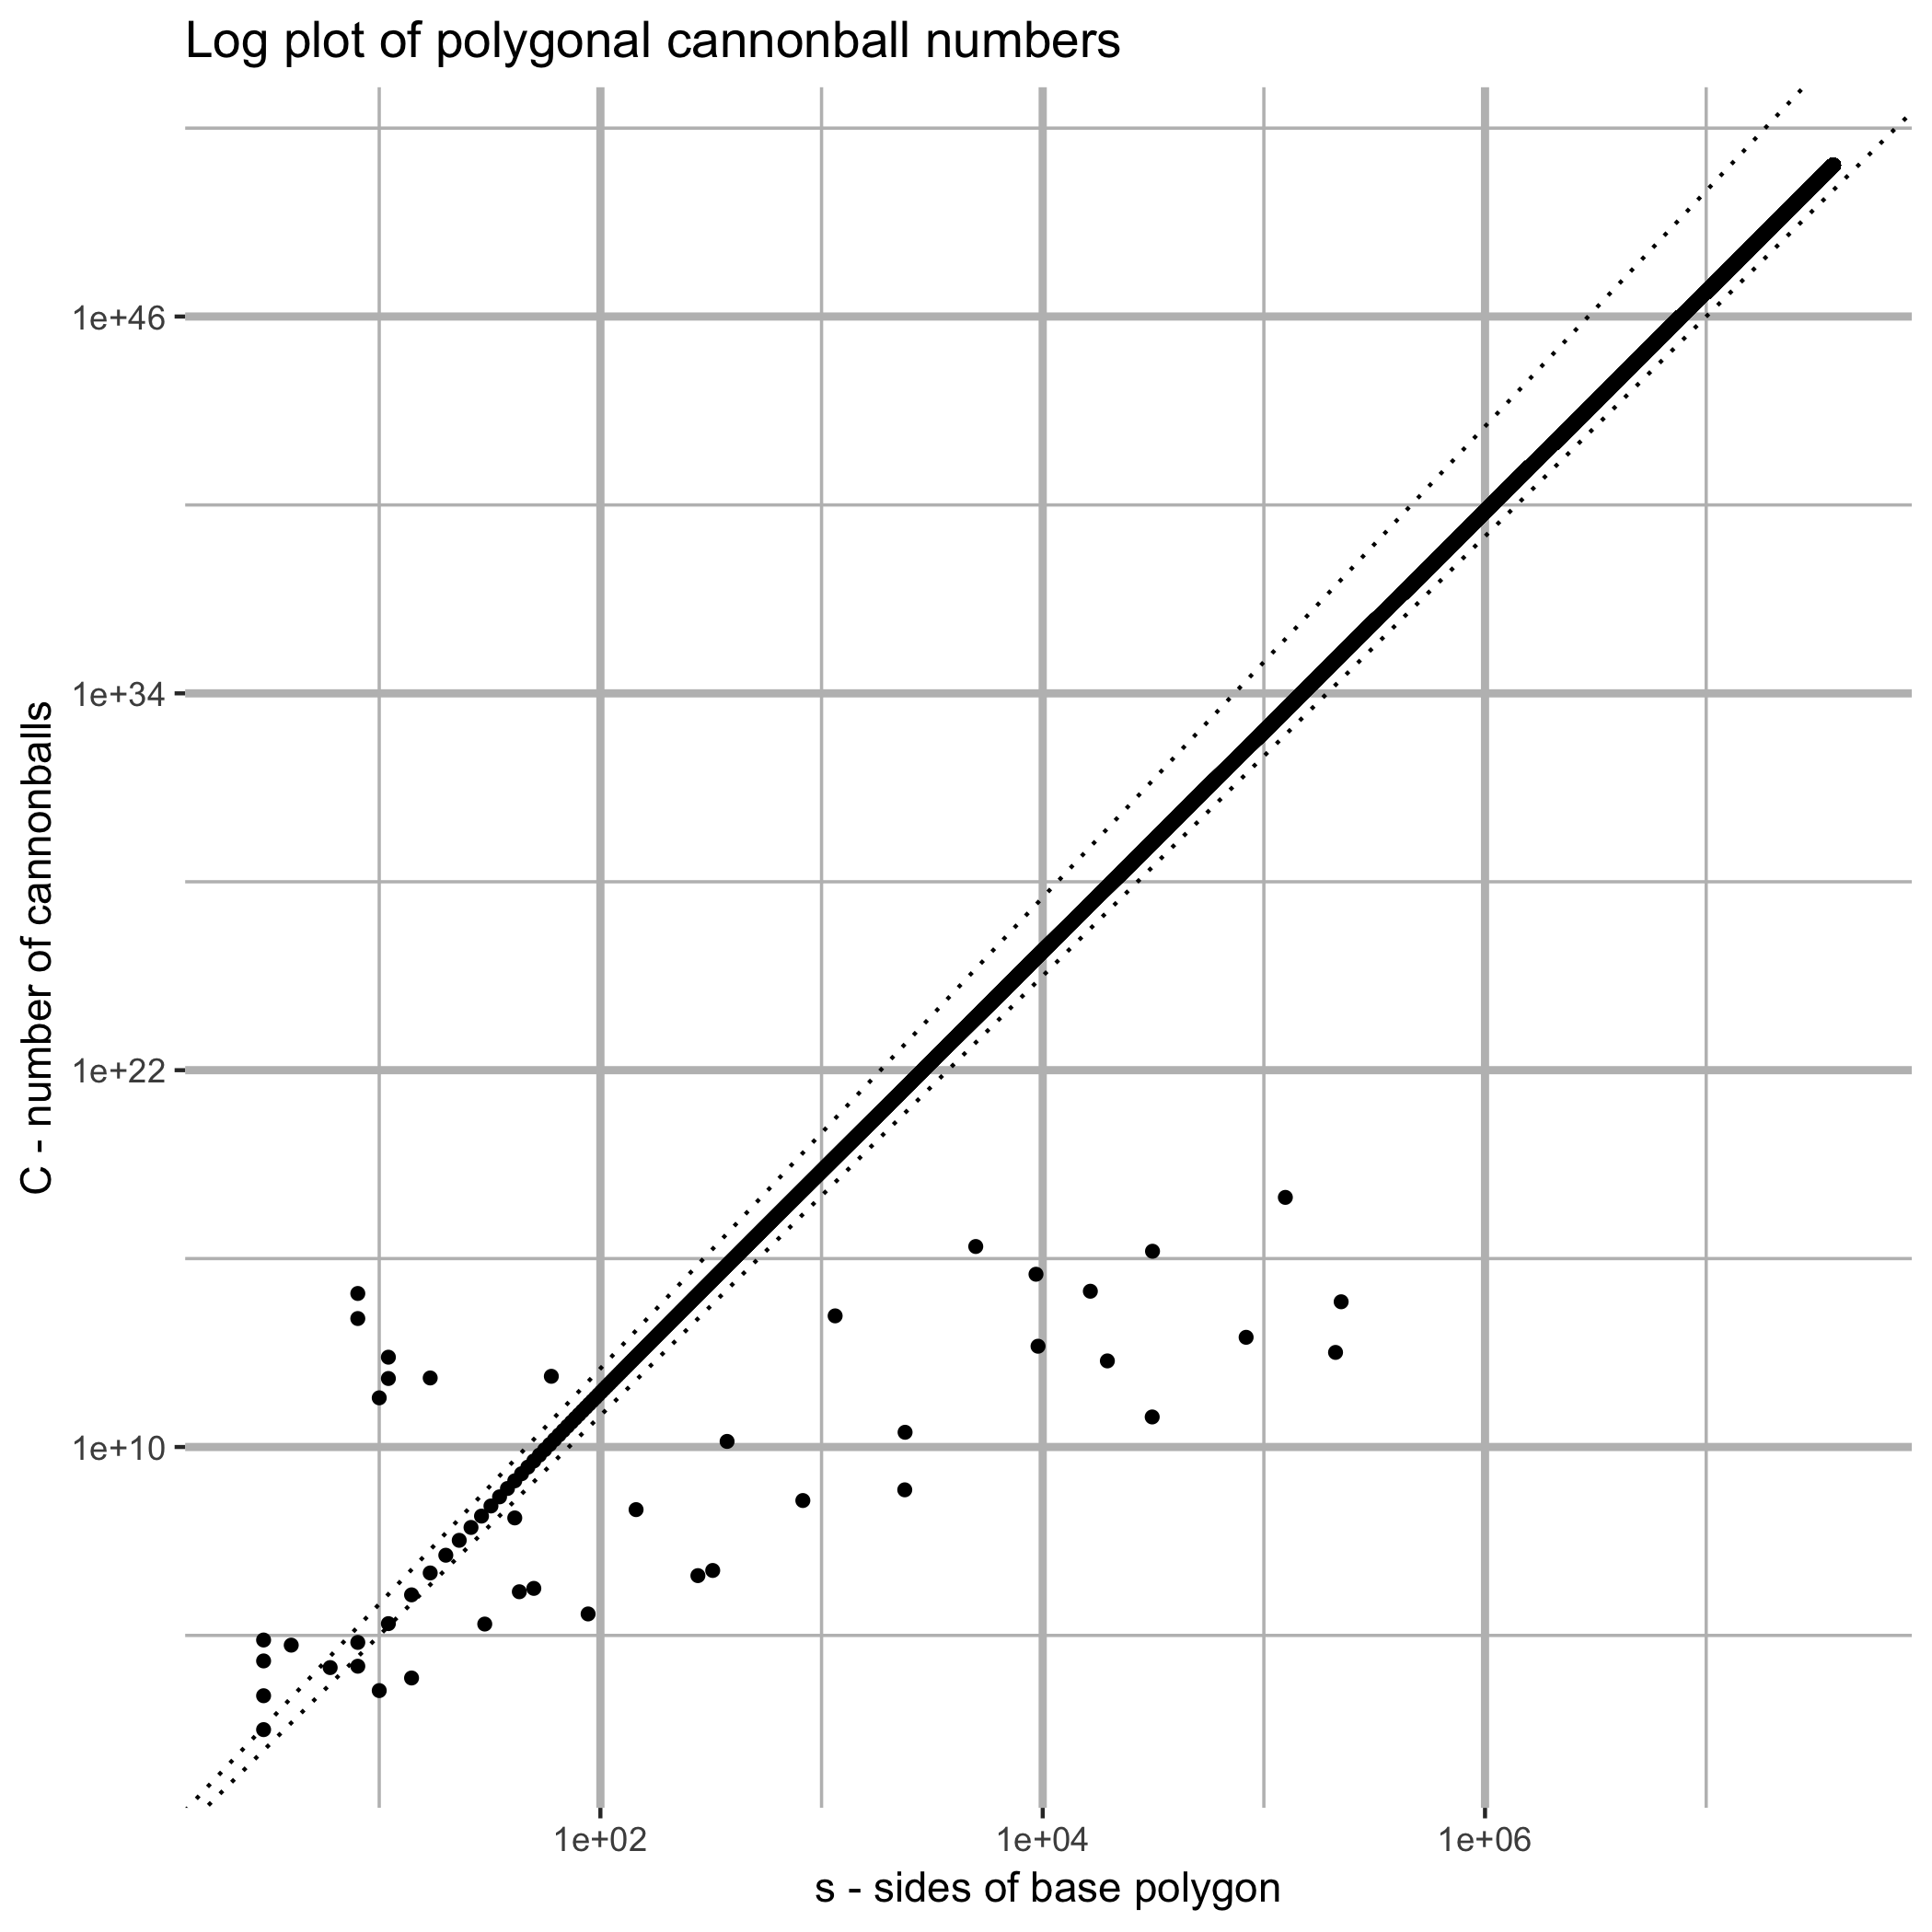 Log plot of polygonal cannonball numbers
1e+46
1e+34
1e+22
1e+10
C - number of cannonballs
1e+02
1e+04
1e+06
s - sides of base polygon